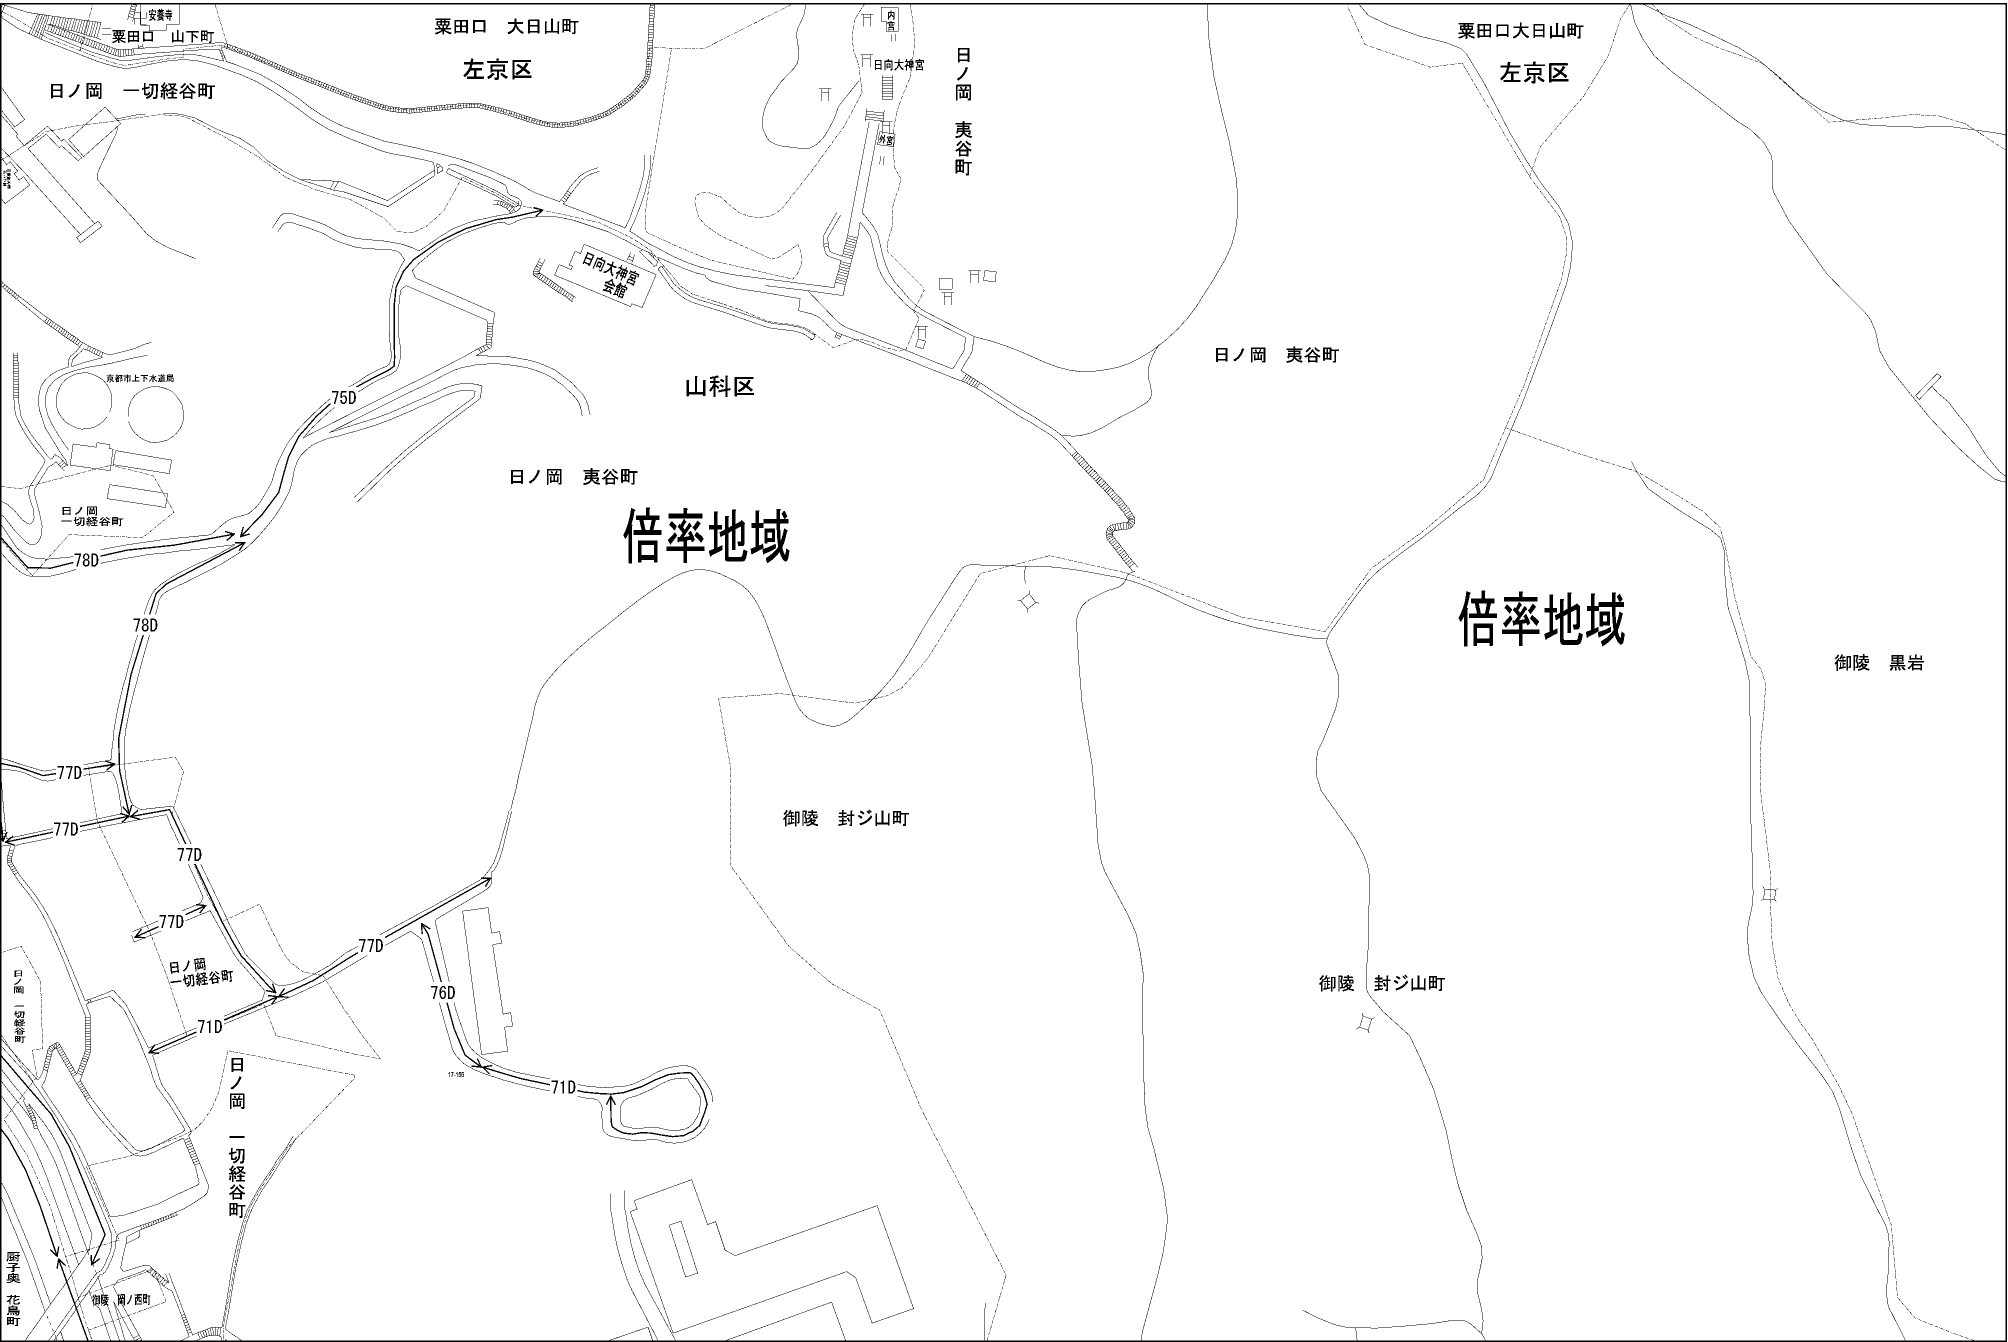 安養寺
粟田口　山下町
粟田口　大日山町
左京区
内宮
日向大神宮
外宮
日ノ岡　夷谷町
粟田口大日山町
左京区
日ノ岡　一切経谷町
日向大神宮
会館
京都市上下水道局
75D
山科区
日ノ岡　夷谷町
日ノ岡　夷谷町
倍率地域
日ノ岡
一切経谷町
78D
78D
倍率地域
御陵　黒岩
77D
77D
77D
77D
御陵　封ジ山町
日ノ岡
一切経谷町
77D
76D
71D
御陵　封ジ山町
日ノ岡　一切経谷町
17-156
71D
日ノ岡　一切経谷町
厨子奥　花鳥町
御陵　岡ノ西町